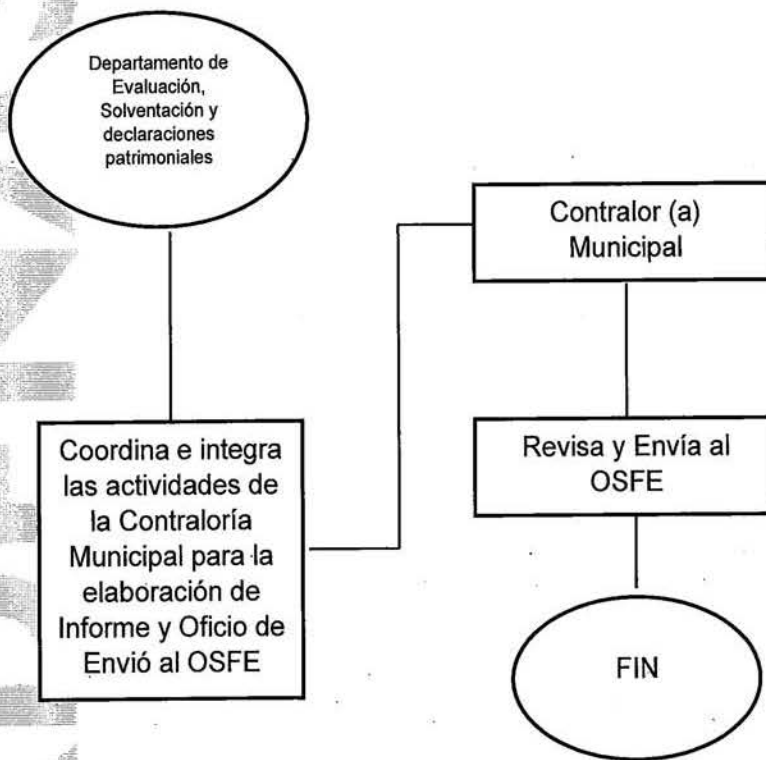 Departamento de
Evaluación,
Solventación y
declaraciones
patrimoniales
Coordina e integra
las actividades de
la Contraloría
Municipal para la
elaboración de
Informe y Oficio de
Envió al OSFE
Contralor (a)
Municipal
Revisa y Envía al
OSFE
FIN